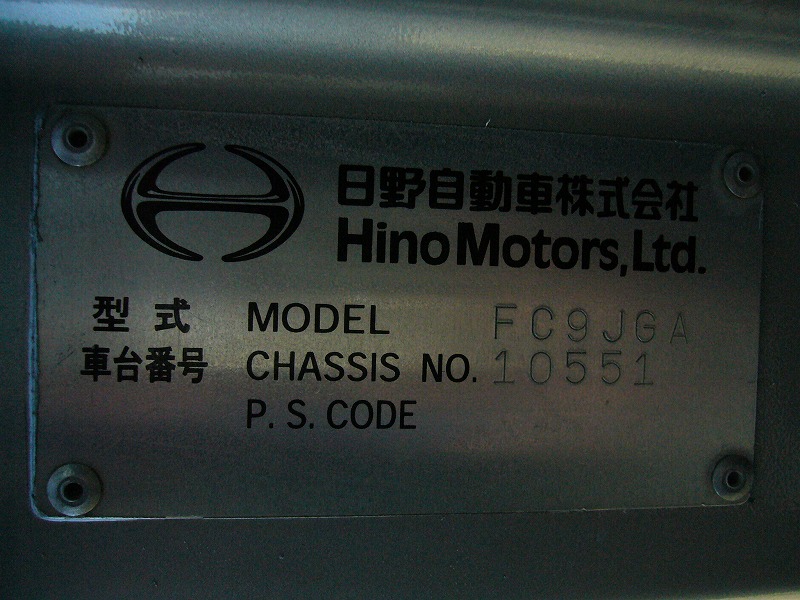 日野自動車株式会社
Hino Motors, Ltd.
型式 MODEL FC9JGA
車台番号 CHASSIS NO. 10551
P. S. CODE